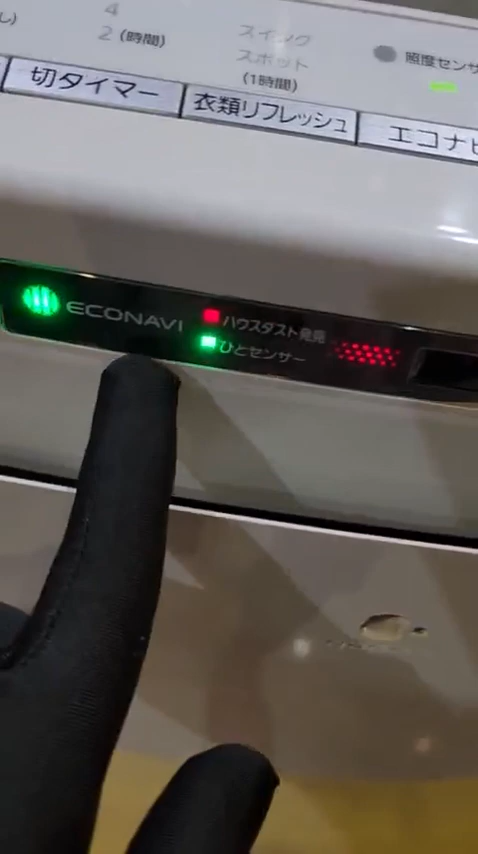 4
2 (時間)
スイング
スポット
(1時間)
照度センサ
切タイマー
衣類リフレッシュ
エコナビ
ECONAVI
ハウスダスト発見
ひとセンサー